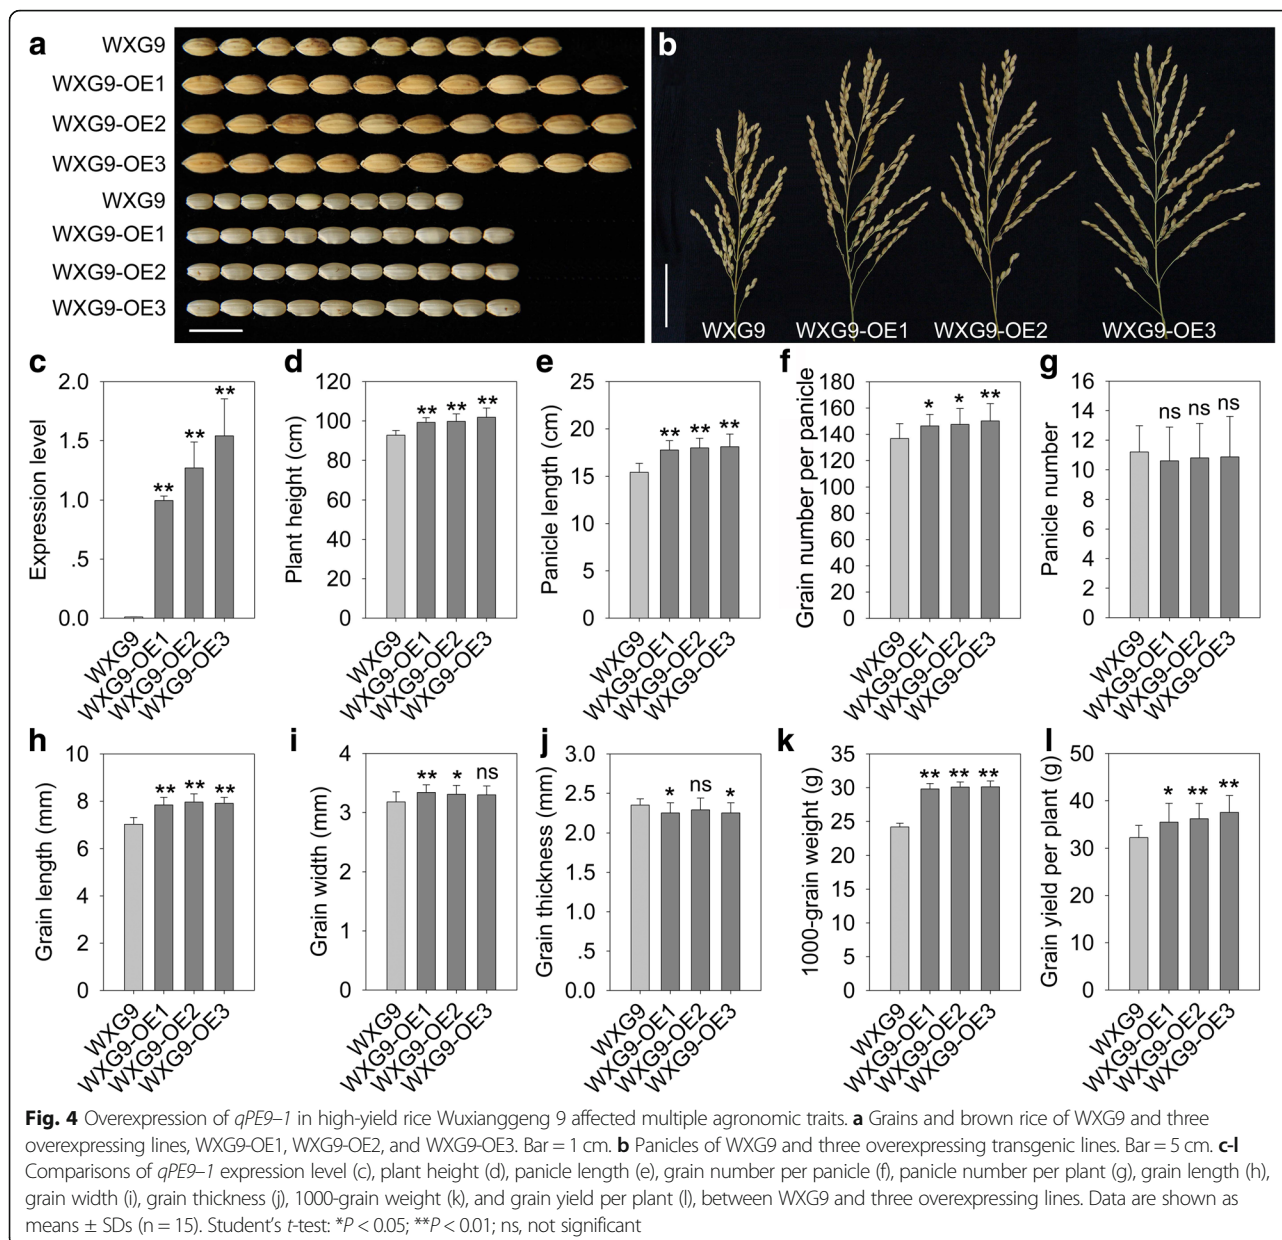 a
WXG9
WXG9-OE1
WXG9-OE2
WXG9-OE3
WXG9
WXG9-OE1
WXG9-OE2
WXG9-OE3
b
WXG9 WXG9-OE1 WXG9-OE2 WXG9-OE3
c
Expression level
2.0
1.5
1.0
.5
0.0
**
**
**
WXG9
WXG9-OE1
WXG9-OE2
WXG9-OE3
d
Plant height (cm)
120
100
80
60
40
20
0
** ** **
WXG9
WXG9-OE1
WXG9-OE2
WXG9-OE3
e
Panicle length (cm)
25
20
15
10
5
0
** ** **
WXG9
WXG9-OE1
WXG9-OE2
WXG9-OE3
f
Grain number per panicle
180
160
140
120
100
80
60
40
20
0
* * **
WXG9
WXG9-OE1
WXG9-OE2
WXG9-OE3
g
Panicle number
16
14
12
10
8
6
4
2
0
ns ns ns
WXG9
WXG9-OE1
WXG9-OE2
WXG9-OE3
h
Grain length (mm)
10
8
6
4
2
0
** ** **
WXG9
WXG9-OE1
WXG9-OE2
WXG9-OE3
i
Grain width (mm)
4
3
2
1
0
** * ns
WXG9
WXG9-OE1
WXG9-OE2
WXG9-OE3
j
Grain thickness (mm)
3.0
2.5
2.0
1.5
1.0
.5
0.0
* ns *
WXG9
WXG9-OE1
WXG9-OE2
WXG9-OE3
k
1000-grain weight (g)
35
30
25
20
15
10
5
0
** ** **
WXG9
WXG9-OE1
WXG9-OE2
WXG9-OE3
l
Grain yield per plant (g)
50
40
30
20
10
0
* ** **
WXG9
WXG9-OE1
WXG9-OE2
WXG9-OE3
Fig. 4 Overexpression of qPE9–1 in high-yield rice Wuxianggeng 9 affected multiple agronomic traits. a Grains and brown rice of WXG9 and three
overexpressing lines, WXG9-OE1, WXG9-OE2, and WXG9-OE3. Bar = 1 cm. b Panicles of WXG9 and three overexpressing transgenic lines. Bar = 5 cm. c-l
Comparisons of qPE9–1 expression level (c), plant height (d), panicle length (e), grain number per panicle (f), panicle number per plant (g), grain length (h),
grain width (i), grain thickness (j), 1000-grain weight (k), and grain yield per plant (l), between WXG9 and three overexpressing lines. Data are shown as
means ± SDs (n = 15). Student's t-test: *P < 0.05; **P < 0.01; ns, not significant